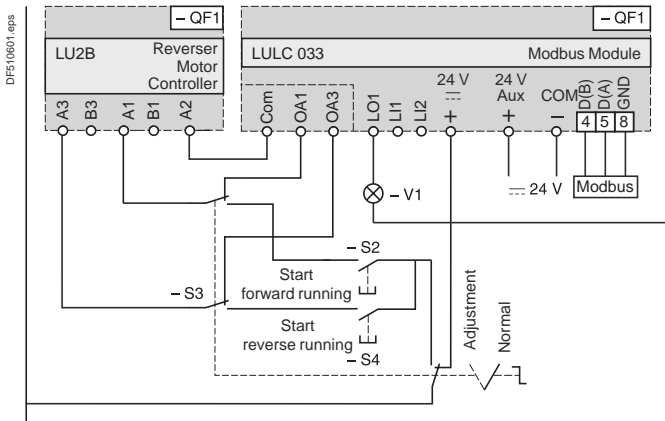 DF510601.eps
– QF1
– QF1
LU2B
Reverser
Motor
Controller
LULC 033
Modbus Module
24 V
24 V
Aux
COM
D(B)
D(A)
GND
A3
B3
A1
B1
A2
Com
OA1
OA3
LO1
LI1
LI2
+
+
–
4
5
8
– V1
24 V
Modbus
– S2
Start
forward running
– S3
Start
reverse running
– S4
Adjustment
Normal